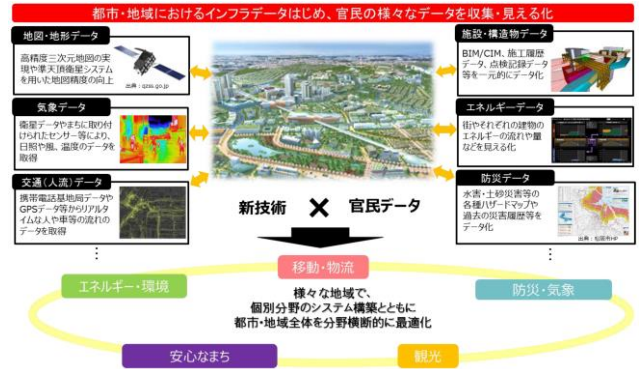 都市・地域におけるインフラデータはじめ、官民の様々なデータを収集・見える化
地図・地形データ
高精度三次元地図の実
現や準天頂衛星システム
を用いた地図精度の向上
出典：qzss.go.jp
気象データ
衛星データやまちに取り付
けられたセンサー等により、
日照や風、温度のデータを
取得
交通（人流）データ
携帯電話基地局データや
GPSデータ等からリアルタ
イムな人や車等の流れの
データを取得
⋮
施設・構造物データ
BIM/CIM、施工履歴
データ、点検記録データ
等を一元的にデータ化
エネルギーデータ
街やそれぞれの建物の
エネルギーの流れや量
などを見える化
防災データ
水害・土砂災害等の
各種ハザードマップや
過去の災害履歴等を
データ化
出典：松阪市HP
⋮
新技術 × 官民データ
移動・物流
エネルギー・環境
防災・気象
様々な地域で、
個別分野のシステム構築とともに
都市・地域全体を分野横断的に最適化
安心なまち
観光